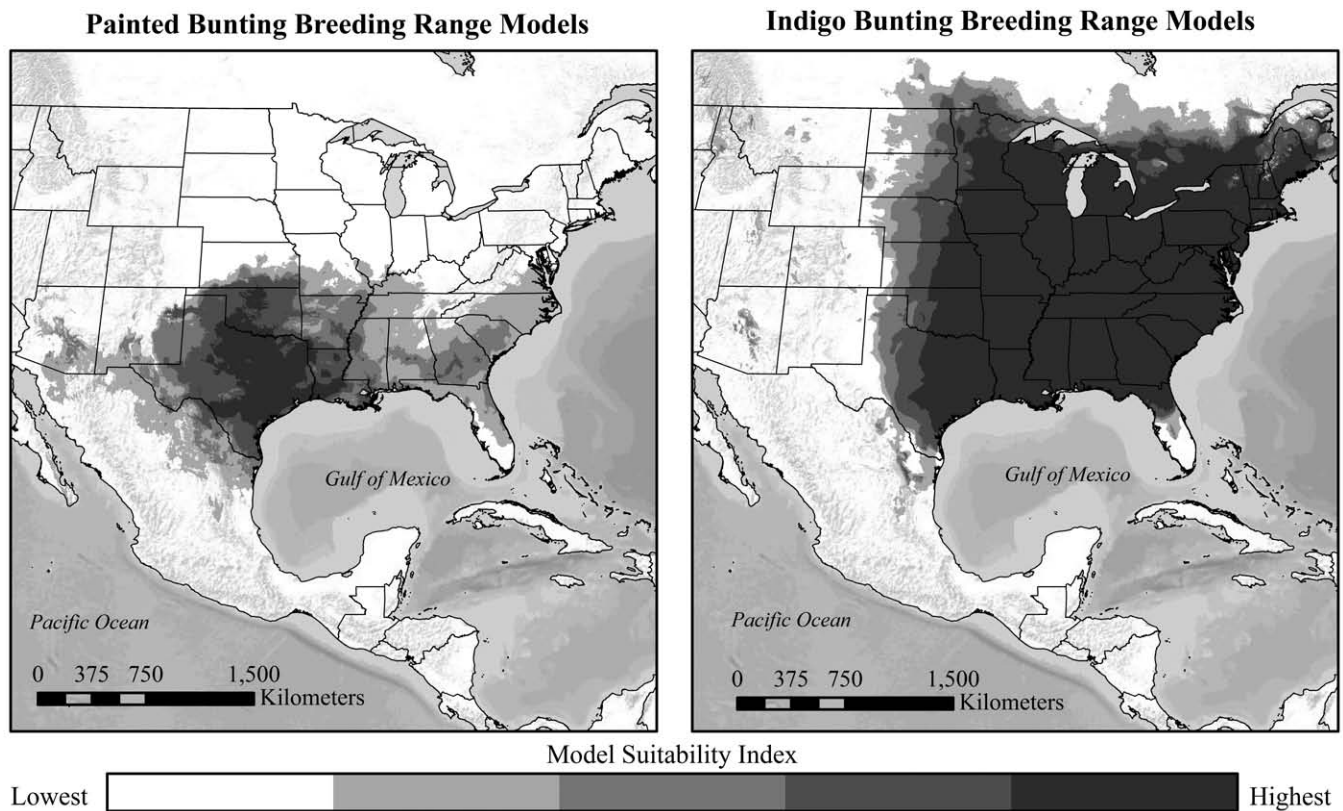 Painted Bunting Breeding Range Models
Indigo Bunting Breeding Range Models
Gulf of Mexico
Pacific Ocean
0 375 750 1,500
Kilometers
Gulf of Mexico
Pacific Ocean
0 375 750 1,500
Kilometers
Model Suitability Index
Lowest
Highest